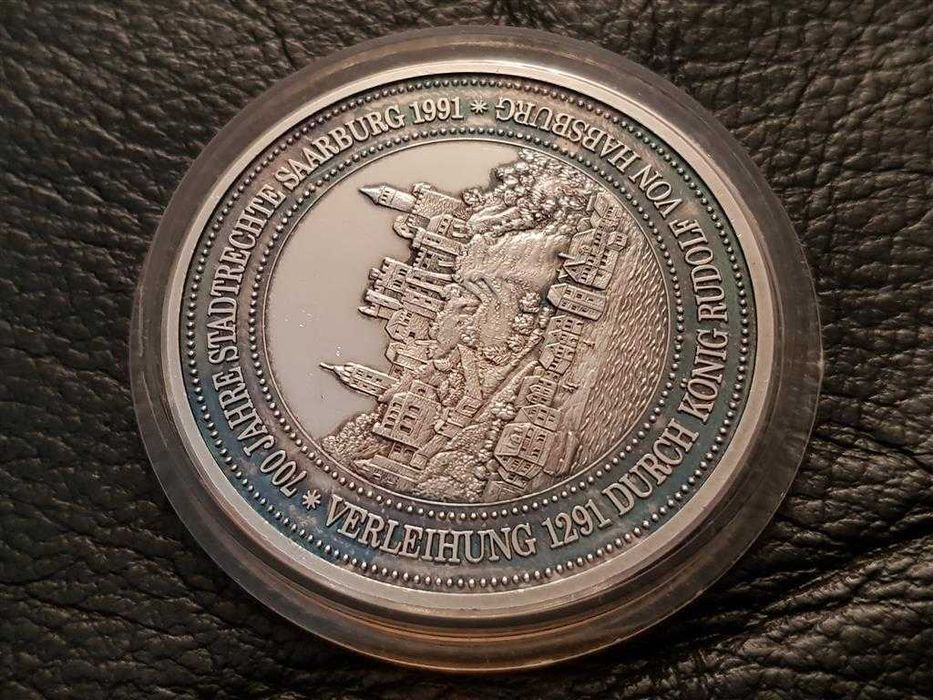 700 JAHRE STADTRECHTE SAARBURG 1991 *
VERLEIHUNG 1291 DURCH KÖNIG RUDOLF VON HABSBURG *